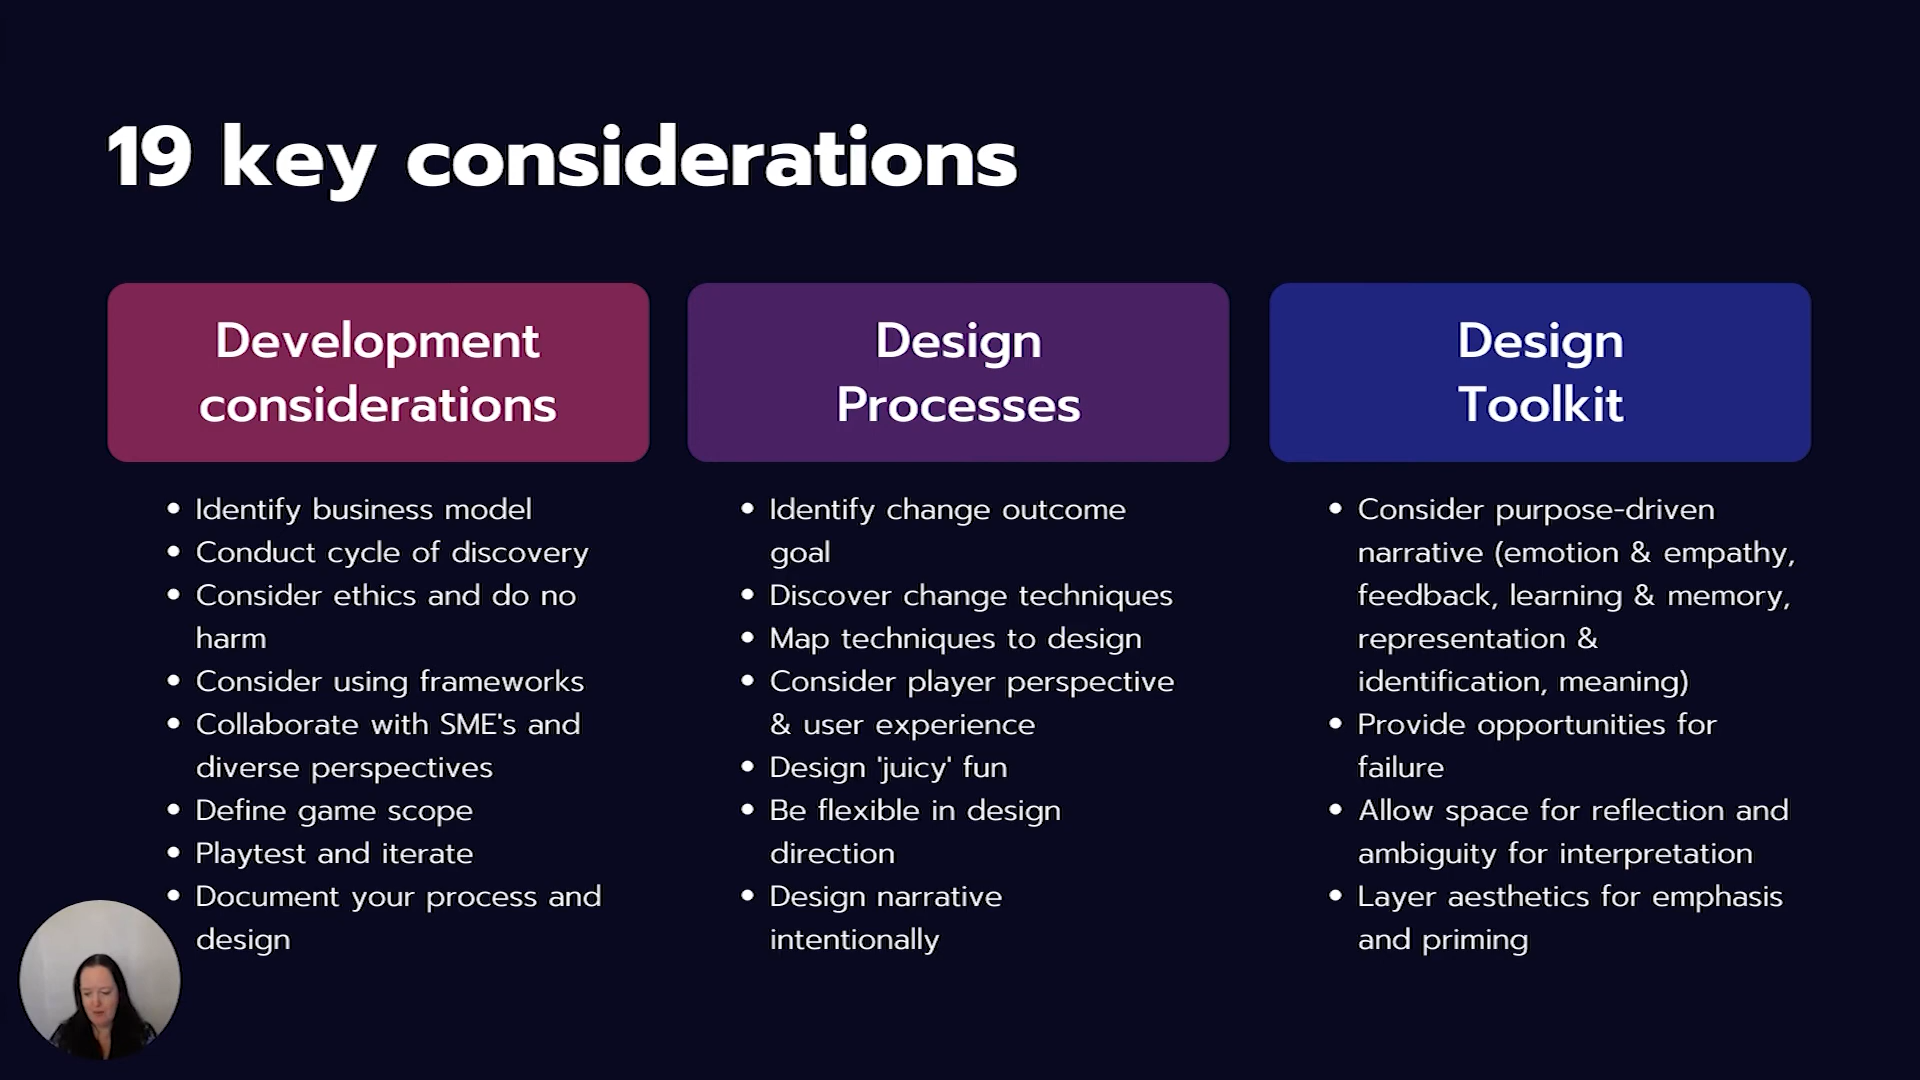 19 key considerations
Development
considerations
• Identify business model
• Conduct cycle of discovery
• Consider ethics and do no
harm
• Consider using frameworks
• Collaborate with SME's and
diverse perspectives
• Define game scope
• Playtest and iterate
• Document your process and
design
Design
Processes
• Identify change outcome
goal
• Discover change techniques
• Map techniques to design
• Consider player perspective
& user experience
• Design 'juicy' fun
• Be flexible in design
direction
• Design narrative
intentionally
Design
Toolkit
• Consider purpose-driven
narrative (emotion & empathy,
feedback, learning & memory,
representation &
identification, meaning)
• Provide opportunities for
failure
• Allow space for reflection and
ambiguity for interpretation
• Layer aesthetics for emphasis
and priming